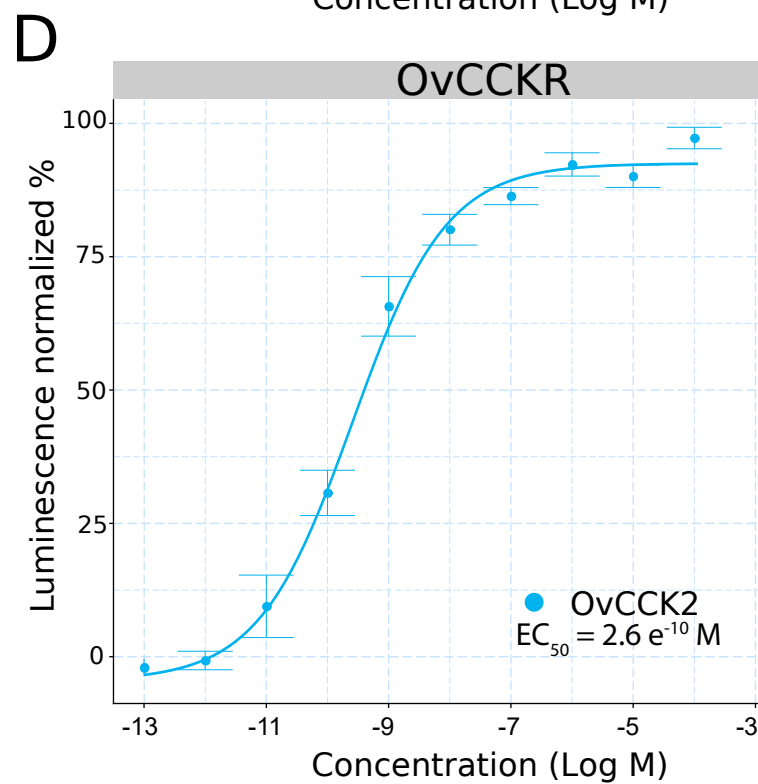 Concentration (Log M)
D
OvCCKR
Luminescence normalized %
100
75
50
25
0
OvCCK2
EC50 = 2.6 e-10 M
-13 -11 -9 -7 -5 -3
Concentration (Log M)